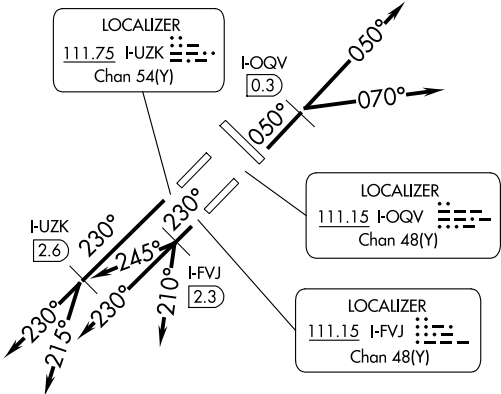 LOCALIZER
111.75 I-UZK
Chan 54(Y)
I-OQV
0.3
050°
070°
050°
LOCALIZER
111.15 I-OQV
Chan 48(Y)
I-UZK
2.6
230°
230°
245°
I-FVJ
2.3
230°
215°
230°
210°
LOCALIZER
111.15 I-FVJ
Chan 48(Y)